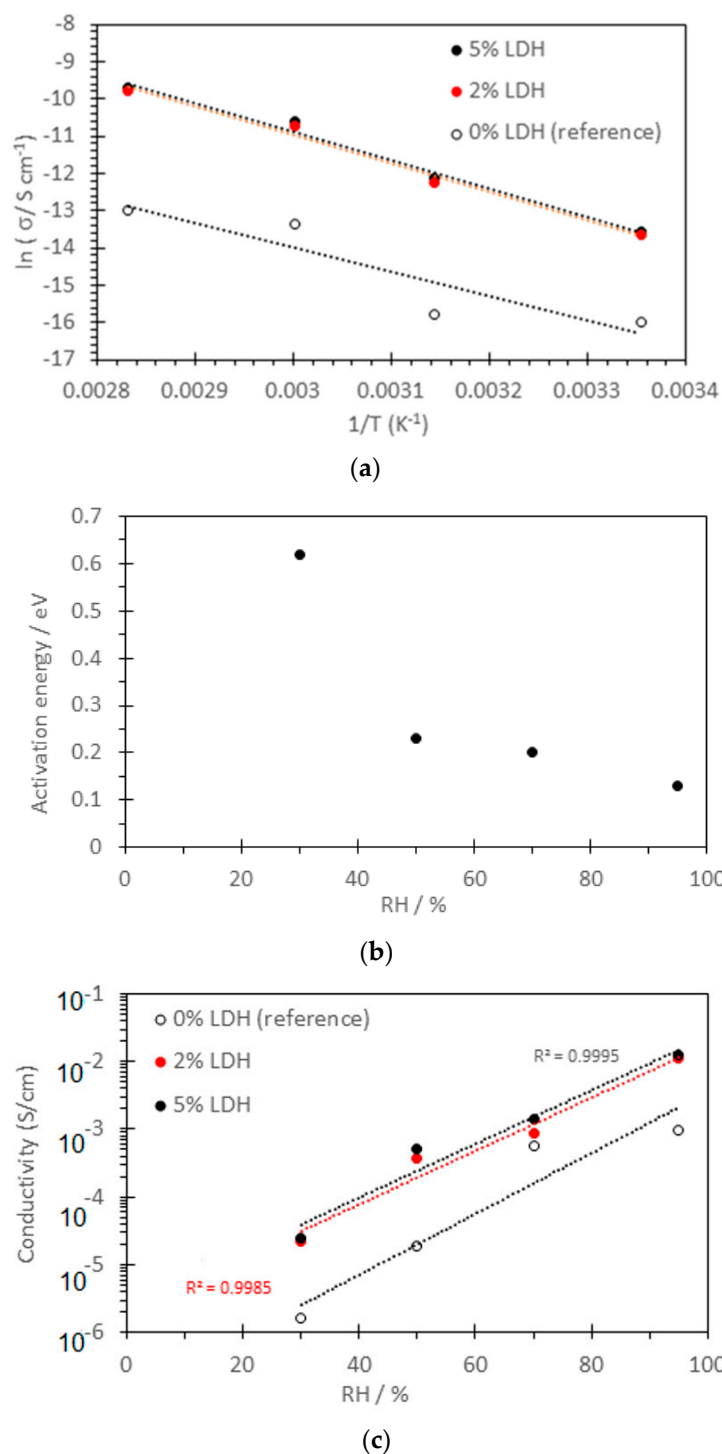 -8
-9
-10
-11
-12
-13
-14
-15
-16
-17
ln ( σ/ S cm⁻¹)
5% LDH
2% LDH
0% LDH (reference)
0.0028 0.0029 0.003 0.0031 0.0032 0.0033 0.0034
1/T (K⁻¹)
(a)
0.7
0.6
0.5
0.4
0.3
0.2
0.1
0
Activation energy / eV
0 20 40 60 80 100
RH / %
(b)
10⁻¹
10⁻²
10⁻³
10⁻⁴
10⁻⁵
10⁻⁶
Conductivity (S/cm)
0% LDH (reference)
2% LDH
5% LDH
R² = 0.9995
R² = 0.9985
0 20 40 60 80 100
RH / %
(c)